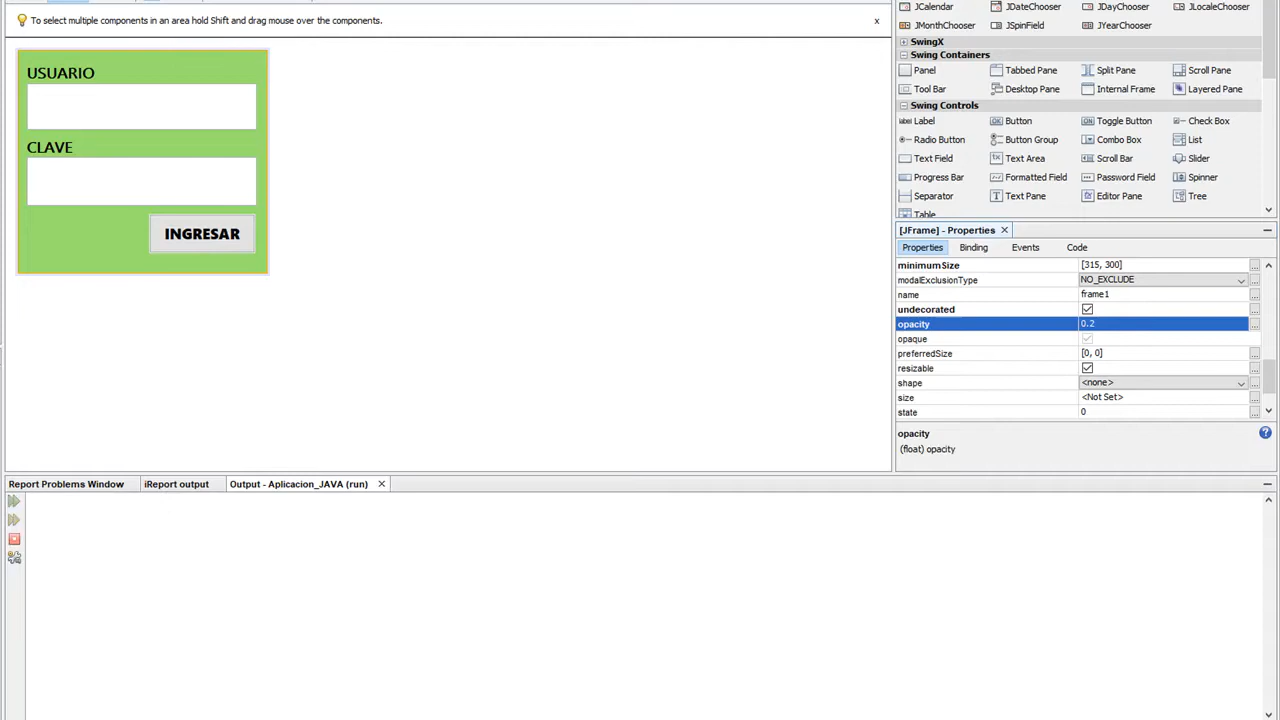 To select multiple components in an area hold Shift and drag mouse over the components.
x
USUARIO
CLAVE
INGRESAR
JCalendar JDateChooser JDayChooser JLocaleChooser
JMonthChooser JSpinField JYearChooser
SwingX
Swing Containers
Panel Tabbed Pane Split Pane Scroll Pane
Tool Bar Desktop Pane Internal Frame Layered Pane
Swing Controls
label Label OK Button ON Toggle Button Check Box
Radio Button Button Group Combo Box List
Text Field Text Area Scroll Bar Slider
Progress Bar Formatted Field Password Field Spinner
Separator Text Pane Editor Pane Tree
Table
[JFrame] - Properties
Properties Binding Events Code
minimumSize [315, 300] ...
modalExclusionType NO_EXCLUDE ...
name frame1 ...
undecorated ...
opacity 0.2 ...
opaque
preferredSize [0, 0] ...
resizable ...
shape <none> ...
size <Not Set> ...
state 0 ...
opacity
(float) opacity
Report Problems Window iReport output Output - Aplicacion_JAVA (run)